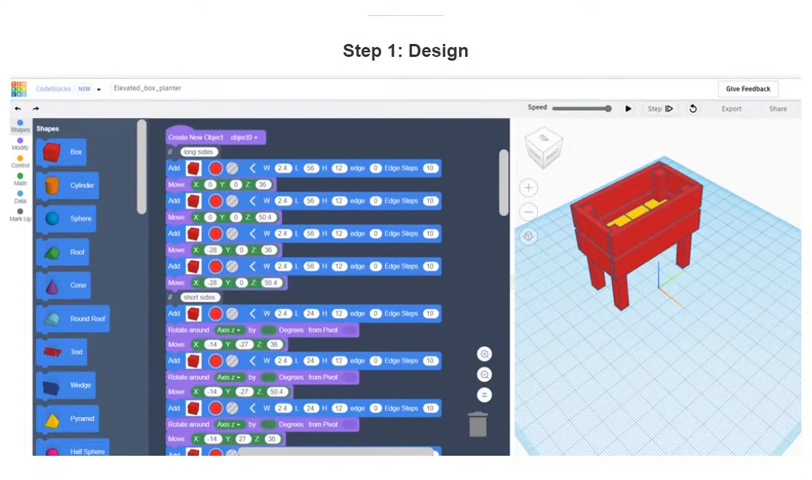 Step 1: Design
Codeblocks NEW Elevated_box_planter Give Feedback
Speed Step Export Share
Shapes
Modify
Control
Math
Data
Mark Up
Shapes
Box
Cylinder
Sphere
Roof
Cone
Round Roof
Text
Wedge
Pyramid
Half Sphere
Create New Object object0
// long sides
Add W 2.4 L 56 H 12 edge 0 Edge Steps 10
Move: X: 0 Y: 0 Z: 36
Add W 2.4 L 56 H 12 edge 0 Edge Steps 10
Move: X: 0 Y: 0 Z: 50.4
Add W 2.4 L 56 H 12 edge 0 Edge Steps 10
Move: X: -28 Y: 0 Z: 36
Add W 2.4 L 56 H 12 edge 0 Edge Steps 10
Move: X: -28 Y: 0 Z: 50.4
// short sides
Add W 2.4 L 24 H 12 edge 0 Edge Steps 10
Rotate around Axis z by Degrees from Pivot
Move: X: -14 Y: -27 Z: 36
Add W 2.4 L 24 H 12 edge 0 Edge Steps 10
Rotate around Axis z by Degrees from Pivot
Move: X: -14 Y: -27 Z: 50.4
Add W 2.4 L 24 H 12 edge 0 Edge Steps 10
Rotate around Axis z by Degrees from Pivot
Move: X: -14 Y: 27 Z: 36
Add